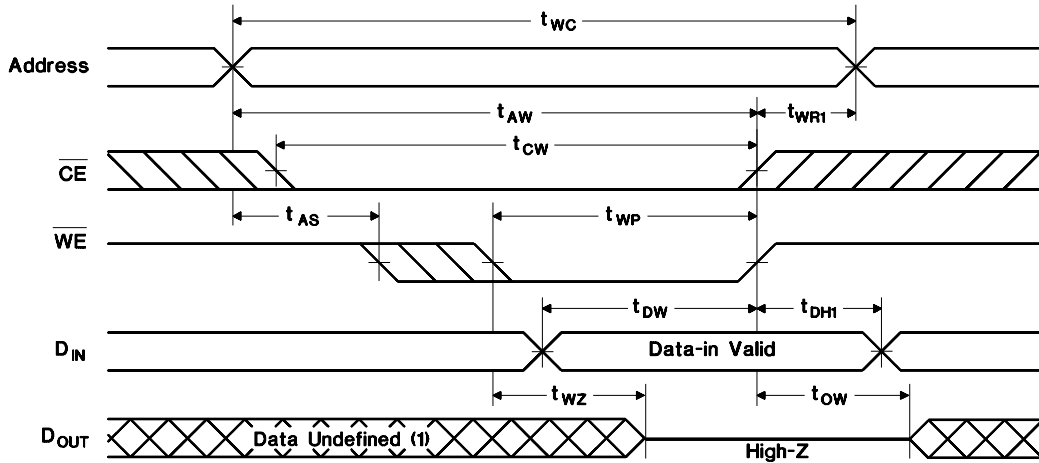 tWC
Address
tAW tWR1
tCW
CE
tAS tWP
WE
tDW tDH1
DIN Data-in Valid
tWZ tOW
DOUT Data Undefined (1) High-Z